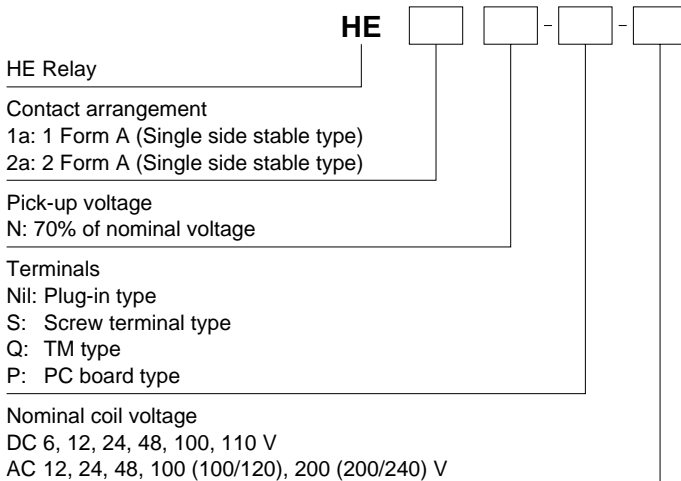 HE - -
HE Relay
Contact arrangement
1a: 1 Form A (Single side stable type)
2a: 2 Form A (Single side stable type)
Pick-up voltage
N: 70% of nominal voltage
Terminals
Nil: Plug-in type
S: Screw terminal type
Q: TM type
P: PC board type
Nominal coil voltage
DC 6, 12, 24, 48, 100, 110 V
AC 12, 24, 48, 100 (100/120), 200 (200/240) V